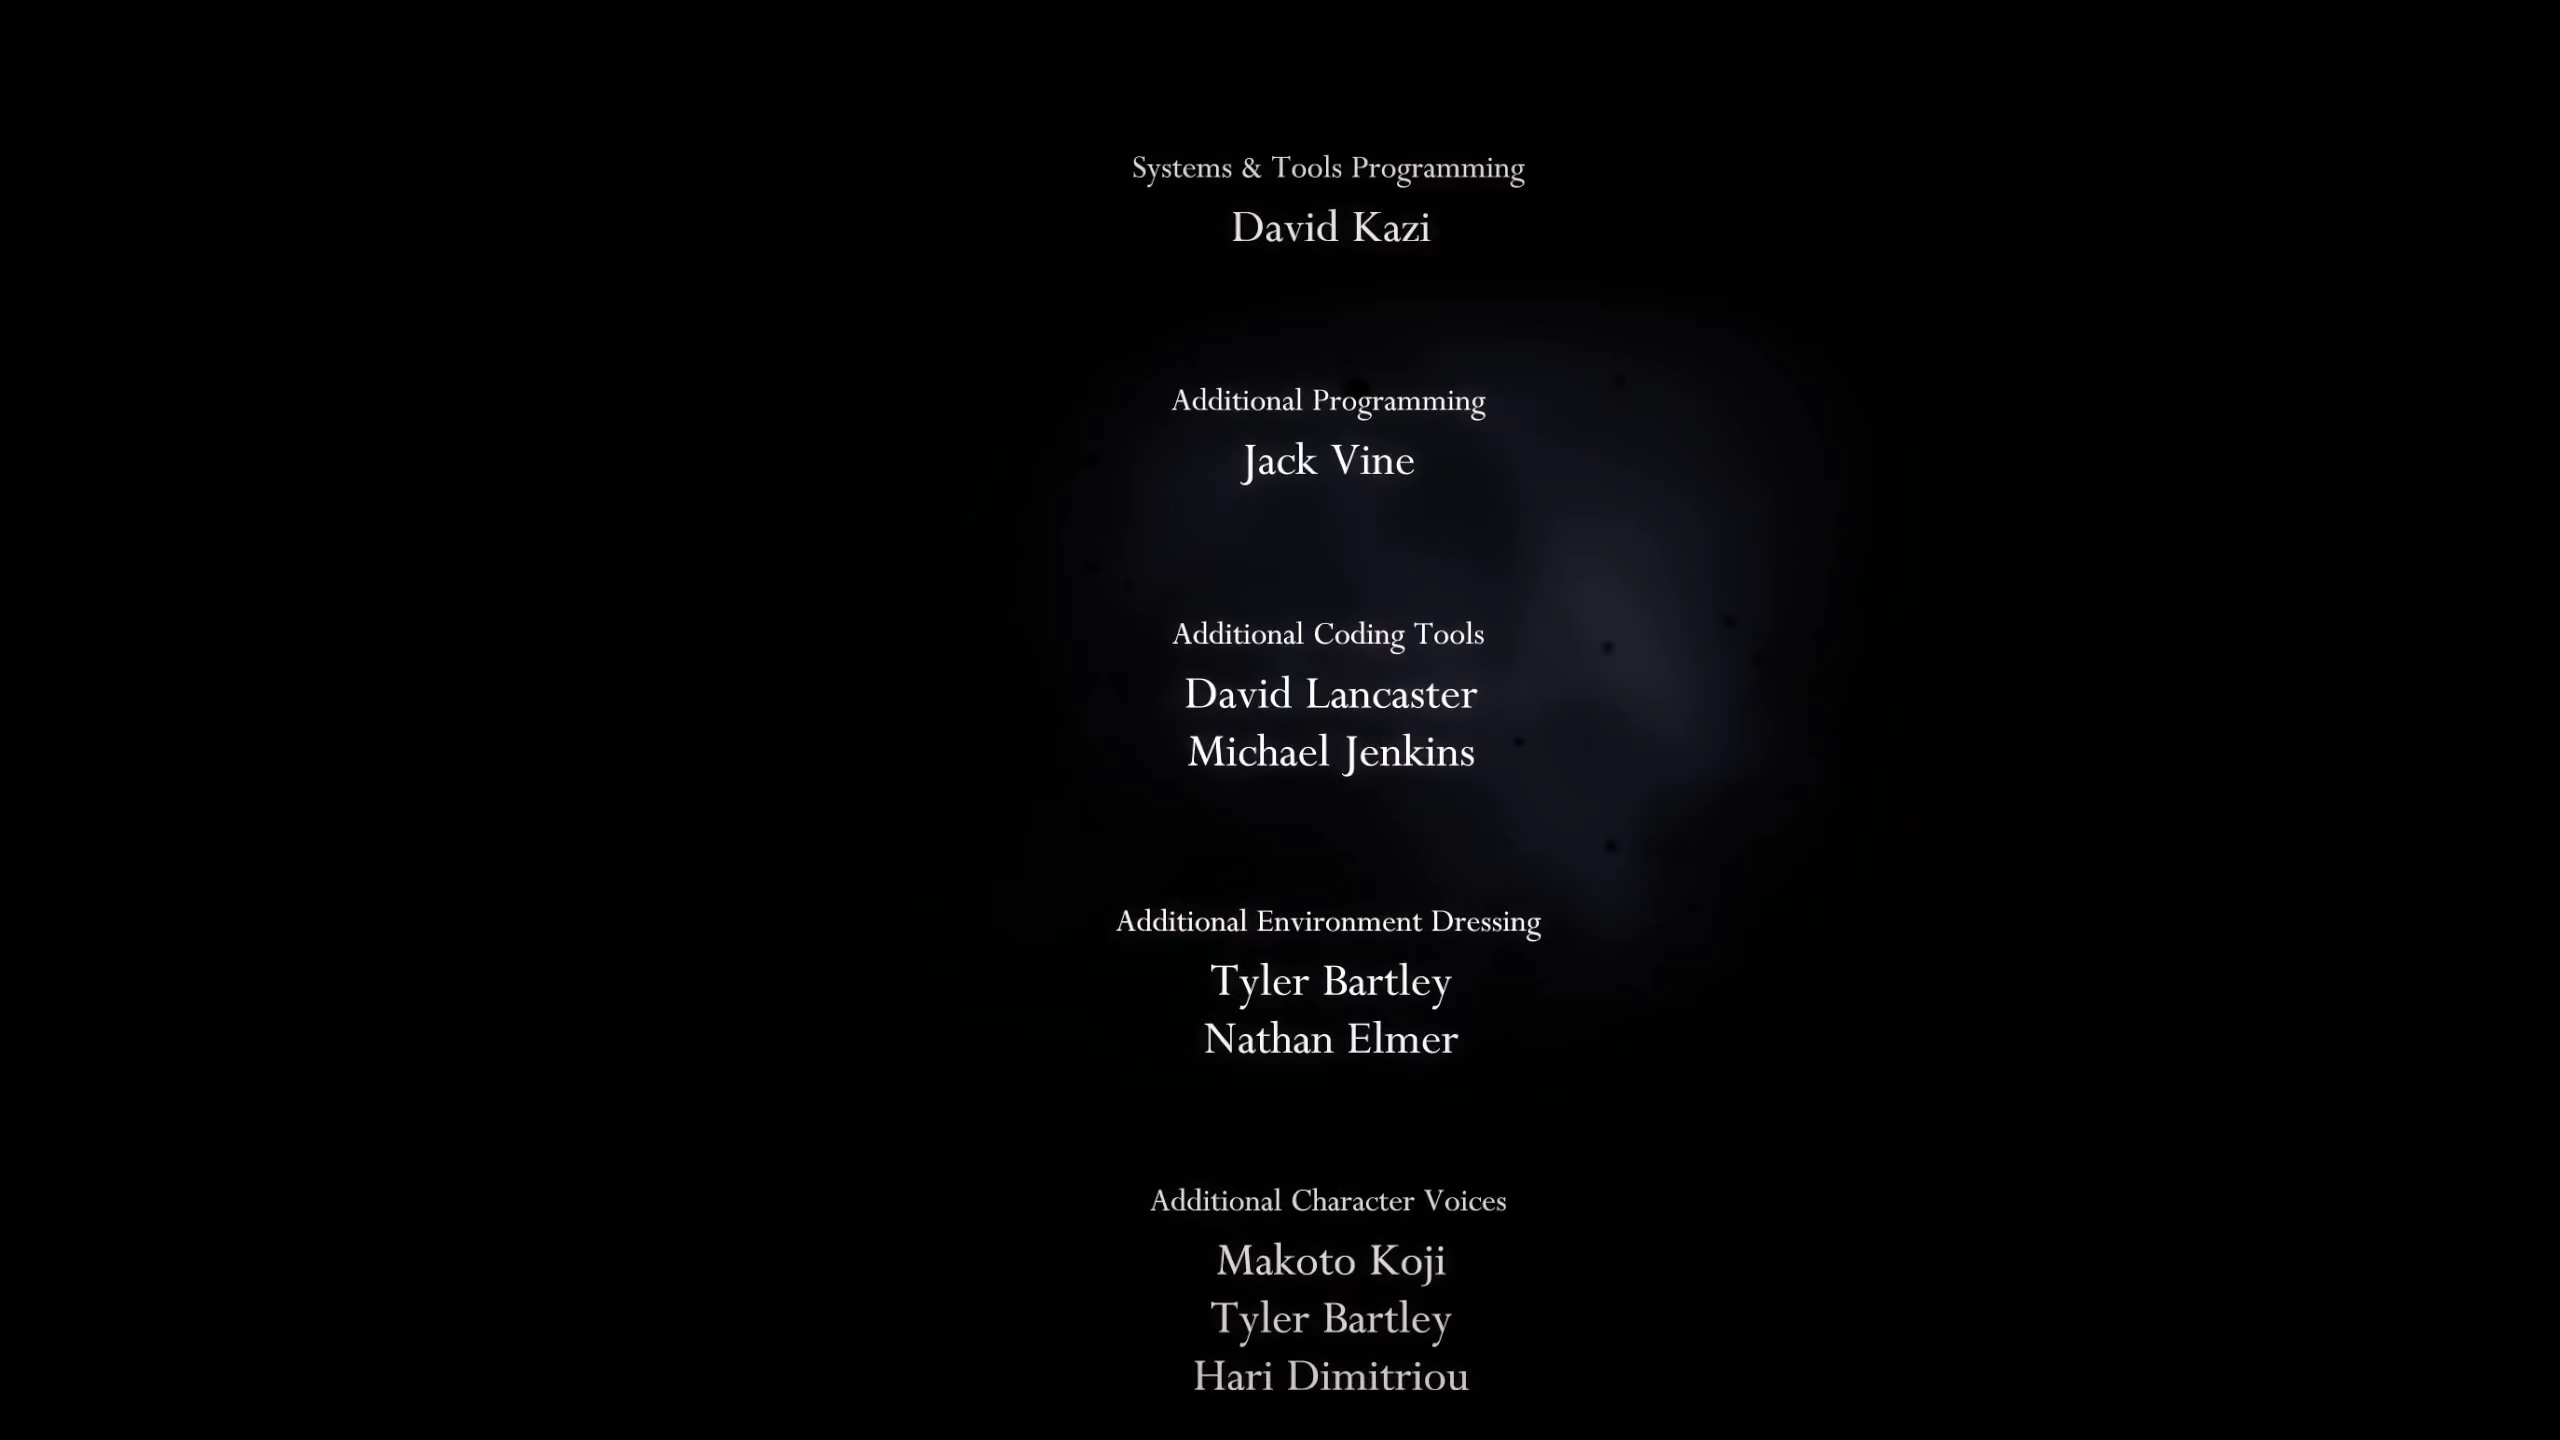 Systems & Tools Programming
David Kazi
Additional Programming
Jack Vine
Additional Coding Tools
David Lancaster
Michael Jenkins
Additional Environment Dressing
Tyler Bartley
Nathan Elmer
Additional Character Voices
Makoto Koji
Tyler Bartley
Hari Dimitriou